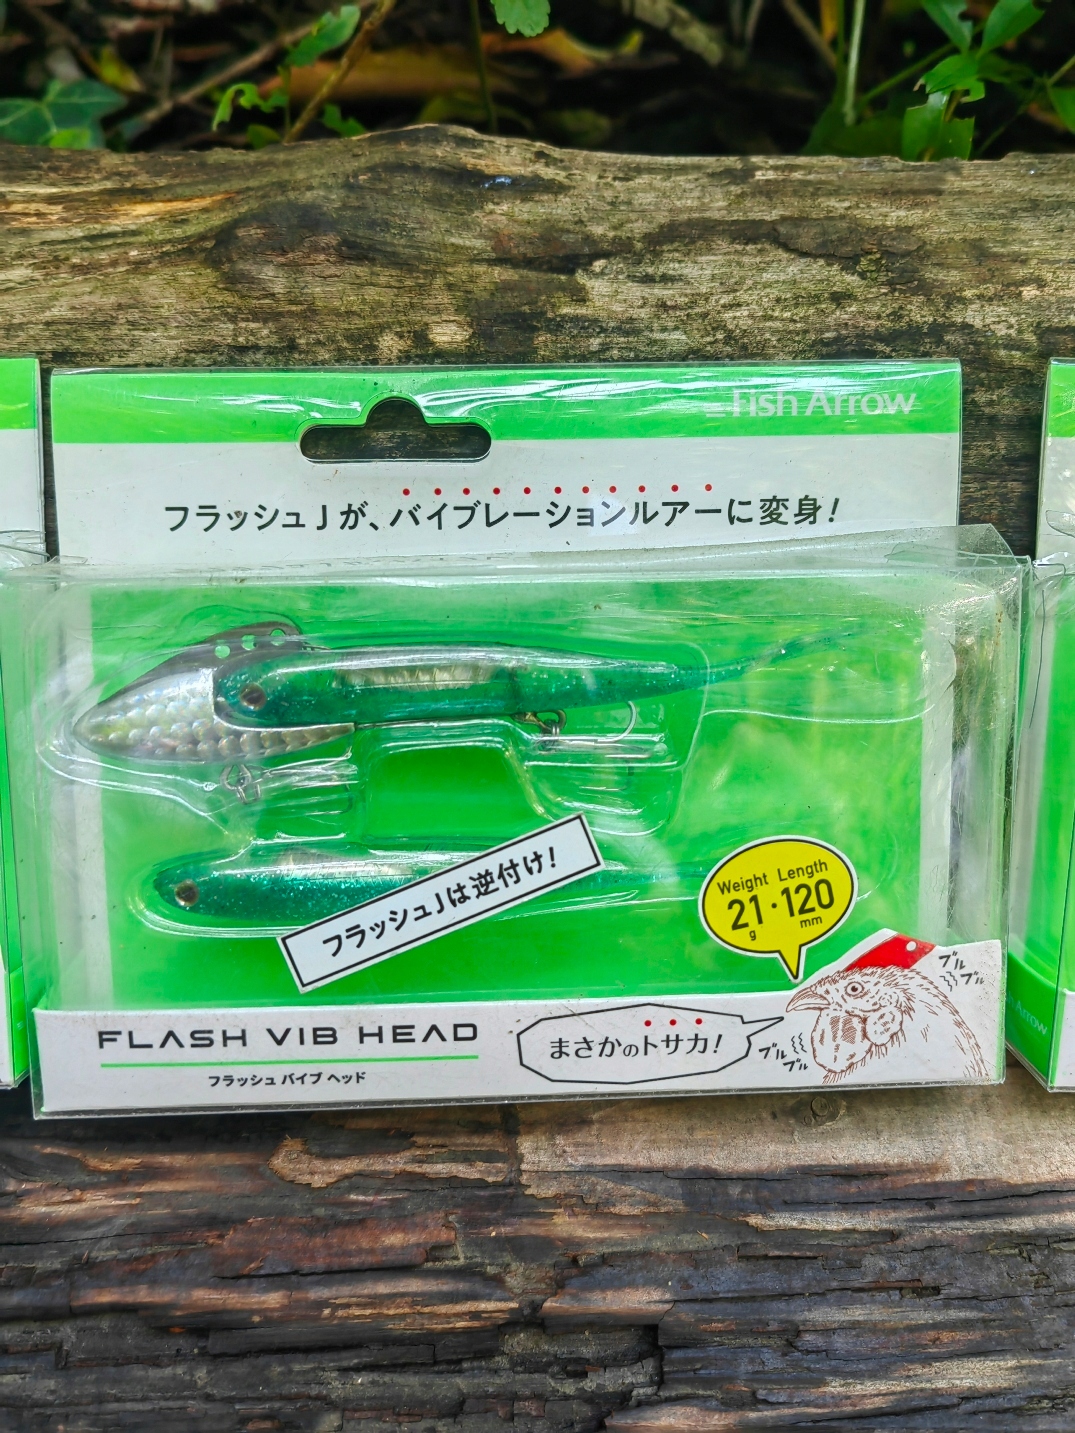 Fish Arrow
フラッシュJが、バイブレーションルアーに変身!
フラッシュJは逆付け!
Weight Length
21・120
g mm
FLASH VIB HEAD
フラッシュ バイブ ヘッド
まさかのトサカ!
ブル
ブル
ブル
ブル
Arrow